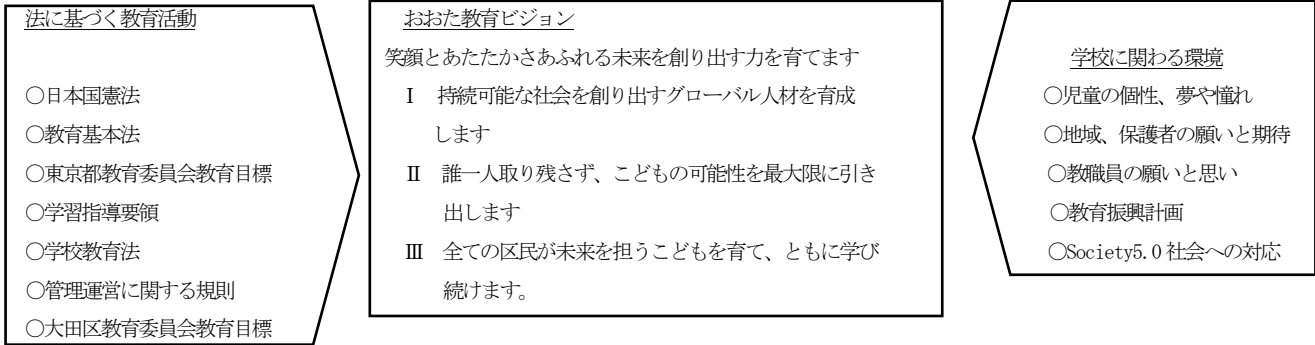 法に基づく教育活動
○日本国憲法
○教育基本法
○東京都教育委員会教育目標
○学習指導要領
○学校教育法
○管理運営に関する規則
○大田区教育委員会教育目標
おおた教育ビジョン
笑顔とあたたかさあふれる未来を創り出す力を育てます
Ⅰ 持続可能な社会を創り出すグローバル人材を育成
します
Ⅱ 誰一人取り残さず、こどもの可能性を最大限に引き
出します
Ⅲ 全ての区民が未来を担うこどもを育て、ともに学び
続けます。
学校に関わる環境
○児童の個性、夢や憧れ
○地域、保護者の願いと期待
○教職員の願いと思い
○教育振興計画
○Society5.0社会への対応